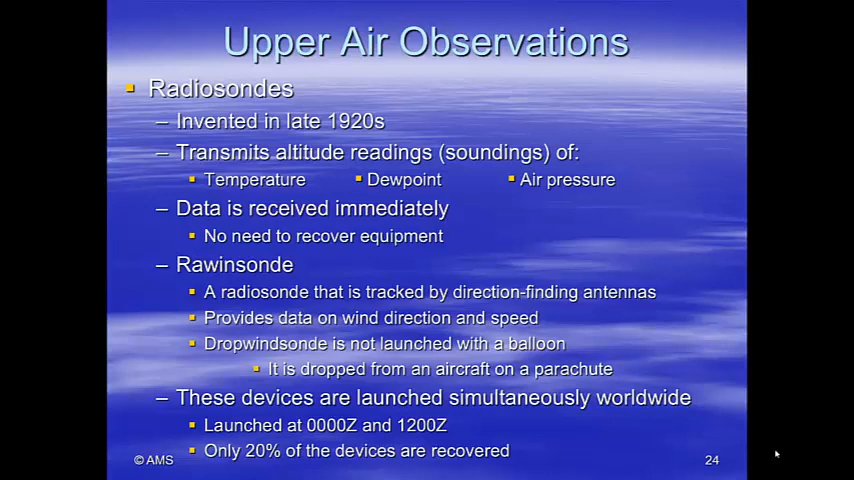 Upper Air Observations
Radiosondes
– Invented in late 1920s
– Transmits altitude readings (soundings) of:
Temperature Dewpoint Air pressure
– Data is received immediately
No need to recover equipment
– Rawinsonde
A radiosonde that is tracked by direction-finding antennas
Provides data on wind direction and speed
Dropwindsonde is not launched with a balloon
It is dropped from an aircraft on a parachute
– These devices are launched simultaneously worldwide
Launched at 0000Z and 1200Z
Only 20% of the devices are recovered
© AMS 24